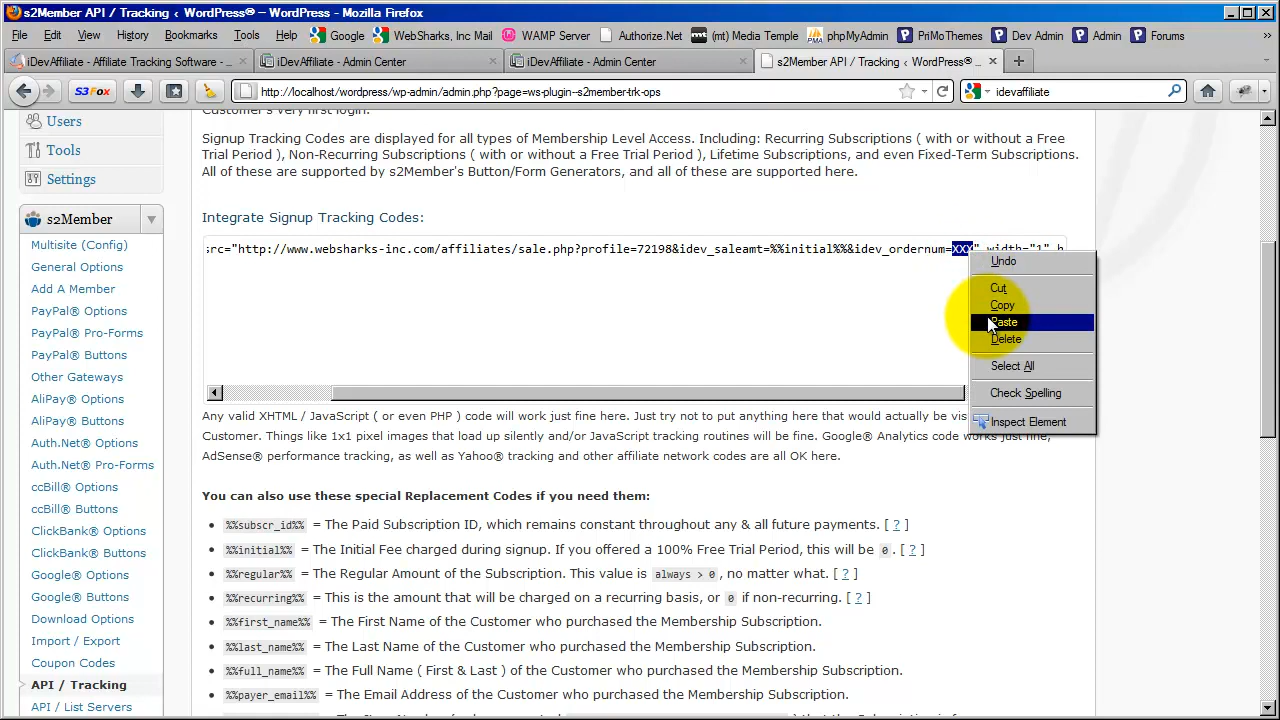 s2Member API / Tracking ‹ WordPress® – WordPress - Mozilla Firefox
File Edit View History Bookmarks Tools Help Google WebSharks, Inc Mail WAMP Server Authorize.Net (mt) Media Temple phpMyAdmin PriMoThemes Dev Admin Admin Forums »
iDevAffiliate - Affiliate Tracking Software - ... × iDevAffiliate - Admin Center × iDevAffiliate - Admin Center × s2Member API / Tracking ‹ WordPress® – ... × +
S3Fox http://localhost/wordpress/wp-admin/admin.php?page=ws-plugin--s2member-trk-ops idevaffiliate
Users
Tools
Settings
s2Member
Multisite (Config)
General Options
Add A Member
PayPal® Options
PayPal® Pro-Forms
PayPal® Buttons
Other Gateways
AliPay® Options
AliPay® Buttons
Auth.Net® Options
Auth.Net® Pro-Forms
ccBill® Options
ccBill® Buttons
ClickBank® Options
ClickBank® Buttons
Google® Options
Google® Buttons
Download Options
Import / Export
Coupon Codes
API / Tracking
API / List Servers
Customer's very first login.
Signup Tracking Codes are displayed for all types of Membership Level Access. Including: Recurring Subscriptions ( with or without a Free
Trial Period ), Non-Recurring Subscriptions ( with or without a Free Trial Period ), Lifetime Subscriptions, and even Fixed-Term Subscriptions.
All of these are supported by s2Member's Button/Form Generators, and all of these are supported here.
Integrate Signup Tracking Codes:
src="http://www.websharks-inc.com/affiliates/sale.php?profile=72198&idev_saleamt=%%initial%%&idev_ordernum=XXX" width="1" h
Undo
Cut
Copy
Paste
Delete
Select All
Check Spelling
Inspect Element
Any valid XHTML / JavaScript ( or even PHP ) code will work just fine here. Just try not to put anything here that would actually be vis
Customer. Things like 1x1 pixel images that load up silently and/or JavaScript tracking routines will be fine. Google® Analytics code works just fine,
AdSense® performance tracking, as well as Yahoo® tracking and other affiliate network codes are all OK here.
You can also use these special Replacement Codes if you need them:
• %%subscr_id%% = The Paid Subscription ID, which remains constant throughout any & all future payments. [ ? ]
• %%initial%% = The Initial Fee charged during signup. If you offered a 100% Free Trial Period, this will be 0. [ ? ]
• %%regular%% = The Regular Amount of the Subscription. This value is always > 0, no matter what. [ ? ]
• %%recurring%% = This is the amount that will be charged on a recurring basis, or 0 if non-recurring. [ ? ]
• %%first_name%% = The First Name of the Customer who purchased the Membership Subscription.
• %%last_name%% = The Last Name of the Customer who purchased the Membership Subscription.
• %%full_name%% = The Full Name ( First & Last ) of the Customer who purchased the Membership Subscription.
• %%payer_email%% = The Email Address of the Customer who purchased the Membership Subscription.